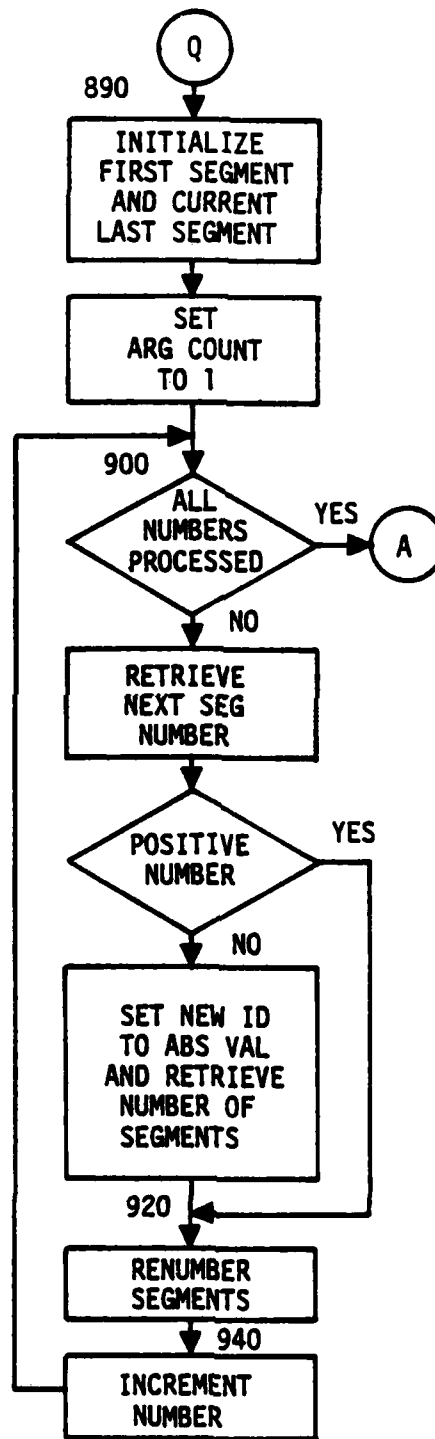 Q
890
INITIALIZE
FIRST SEGMENT
AND CURRENT
LAST SEGMENT
SET
ARG COUNT
TO 1
900
ALL
NUMBERS
PROCESSED
YES
A
NO
RETRIEVE
NEXT SEG
NUMBER
POSITIVE
NUMBER
YES
NO
SET NEW ID
TO ABS VAL
AND RETRIEVE
NUMBER OF
SEGMENTS
920
RENUMBER
SEGMENTS
940
INCREMENT
NUMBER